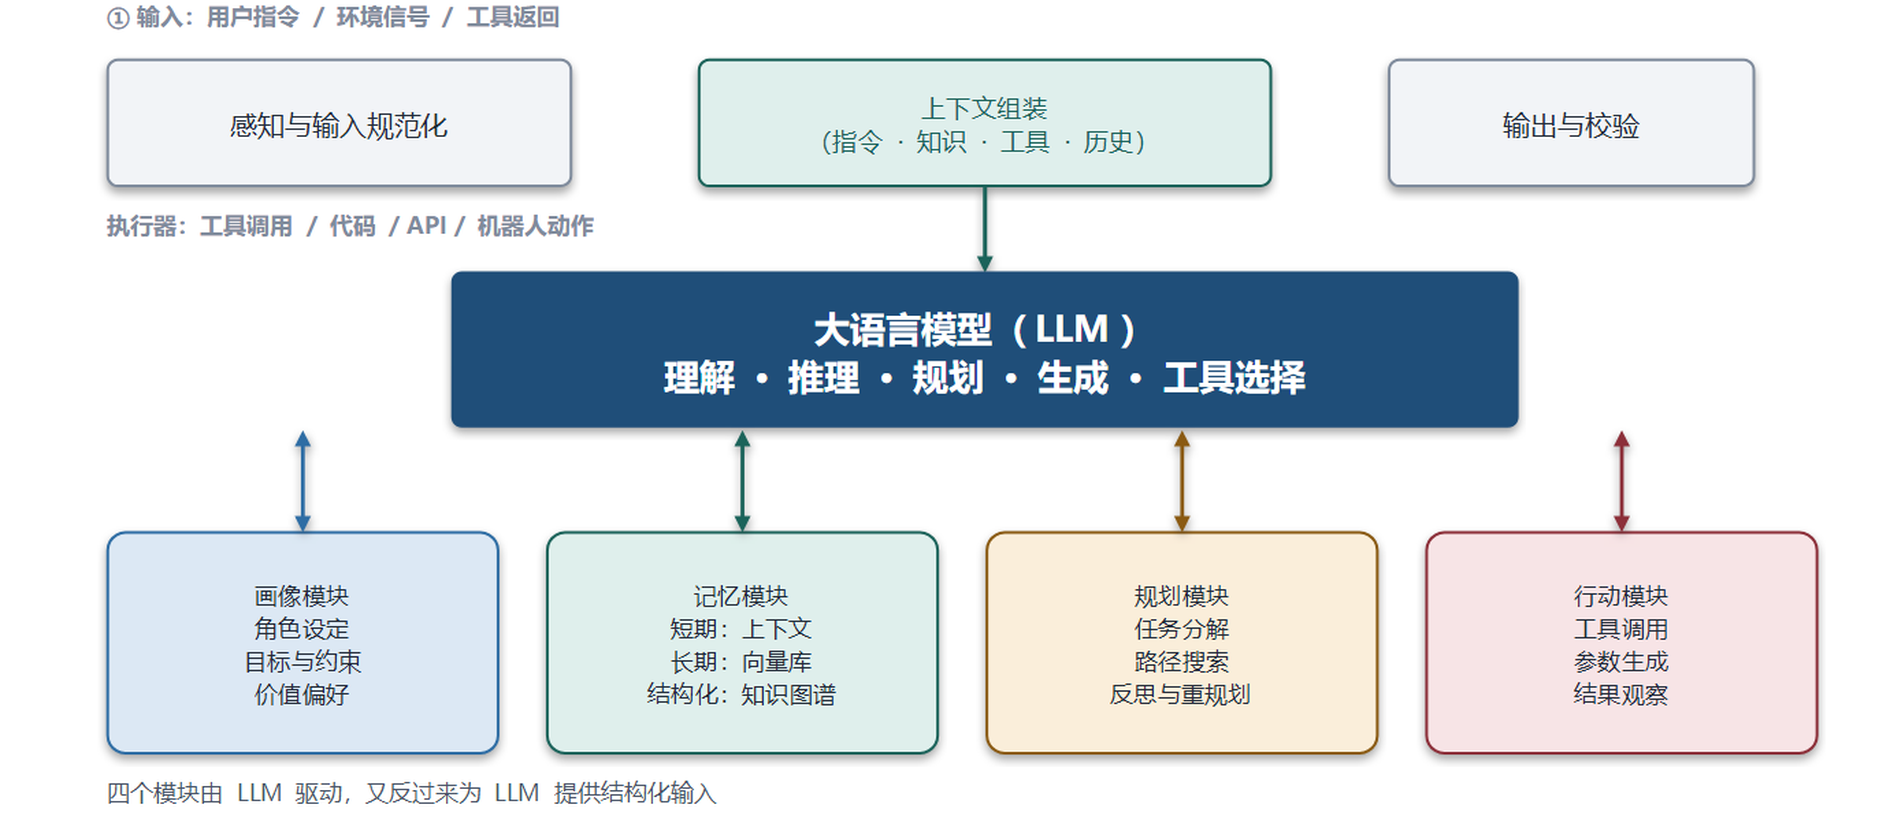 ① 输入：用户指令 / 环境信号 / 工具返回
感知与输入规范化
上下文组装
（指令 · 知识 · 工具 · 历史）
输出与校验
执行器：工具调用 / 代码 / API / 机器人动作
大语言模型（LLM）
理解 · 推理 · 规划 · 生成 · 工具选择
画像模块
角色设定
目标与约束
价值偏好
记忆模块
短期：上下文
长期：向量库
结构化：知识图谱
规划模块
任务分解
路径搜索
反思与重规划
行动模块
工具调用
参数生成
结果观察
四个模块由 LLM 驱动，又反过来为 LLM 提供结构化输入